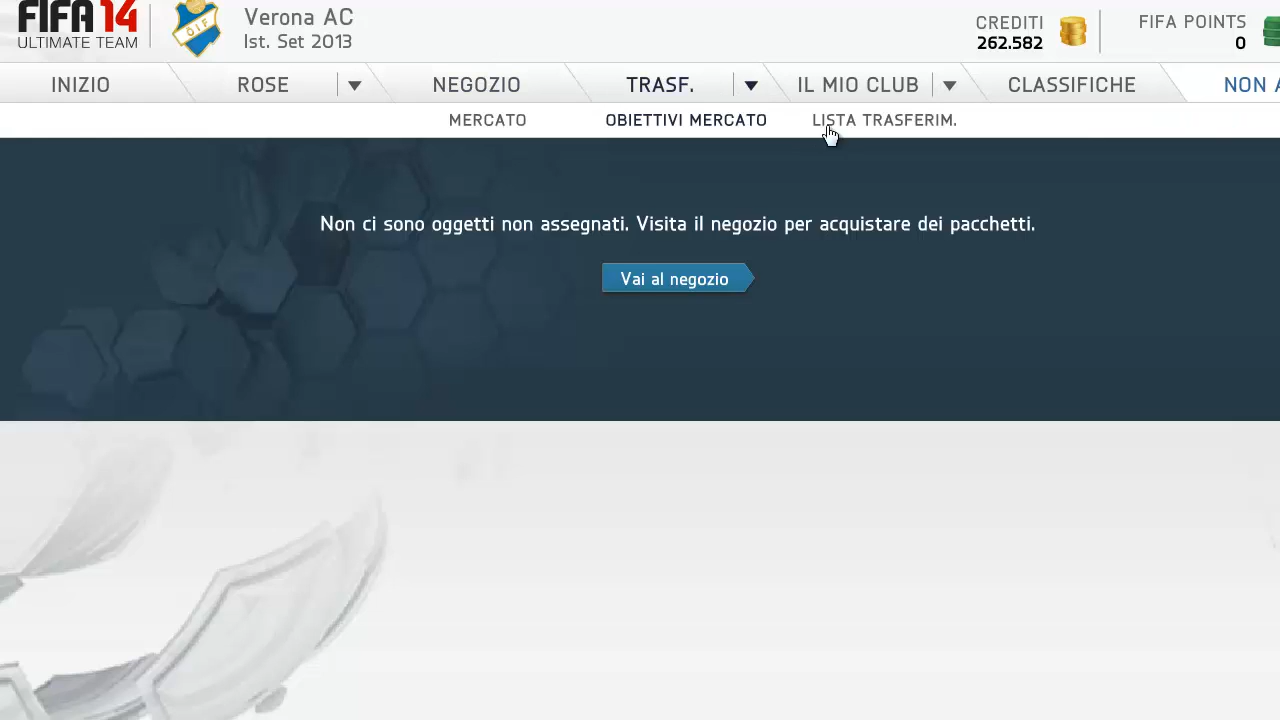 FIFA 14
ULTIMATE TEAM
ÖIF
Verona AC
Ist. Set 2013
CREDITI
262.582
FIFA POINTS
0
INIZIO
ROSE
NEGOZIO
TRASF.
IL MIO CLUB
CLASSIFICHE
NON A
MERCATO
OBIETTIVI MERCATO
LISTA TRASFERIM.
Non ci sono oggetti non assegnati. Visita il negozio per acquistare dei pacchetti.
Vai al negozio